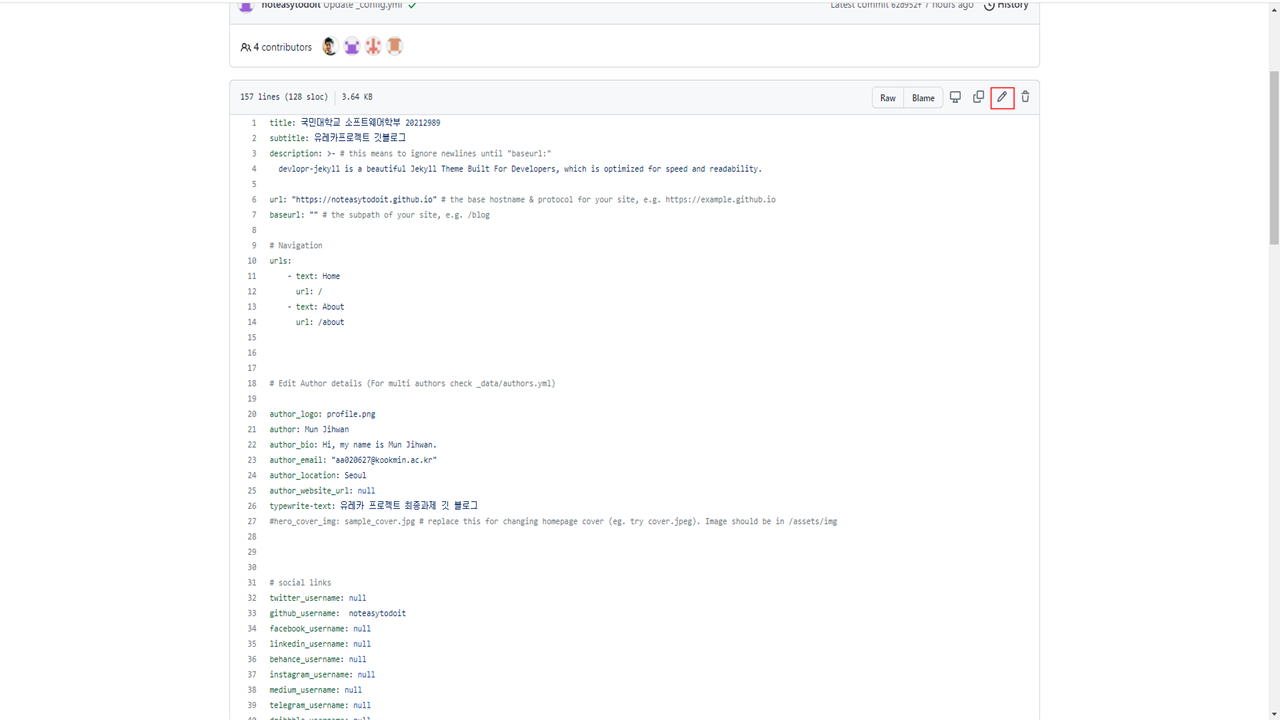 noteasytodoit Update _config.yml
Latest commit 62d952f 7 hours ago History
4 contributors
157 lines (128 sloc) 3.64 KB
Raw Blame
1 title: 국민대학교 소프트웨어학부 20212989
2 subtitle: 유레카프로젝트 깃블로그
3 description: >- # this means to ignore newlines until "baseurl:"
4 devlopr-jekyll is a beautiful Jekyll Theme Built For Developers, which is optimized for speed and readability.
5
6 url: "https://noteasytodoit.github.io" # the base hostname & protocol for your site, e.g. https://example.github.io
7 baseurl: "" # the subpath of your site, e.g. /blog
8
9 # Navigation
10 urls:
11 - text: Home
12 url: /
13 - text: About
14 url: /about
15
16
17
18 # Edit Author details (For multi authors check _data/authors.yml)
19
20 author_logo: profile.png
21 author: Mun Jihwan
22 author_bio: Hi, my name is Mun Jihwan.
23 author_email: "aa020627@kookmin.ac.kr"
24 author_location: Seoul
25 author_website_url: null
26 typewrite-text: 유레카 프로젝트 최종과제 깃 블로그
27 #hero_cover_img: sample_cover.jpg # replace this for changing homepage cover (eg. try cover.jpeg). Image should be in /assets/img
28
29
30
31 # social links
32 twitter_username: null
33 github_username: noteasytodoit
34 facebook_username: null
35 linkedin_username: null
36 behance_username: null
37 instagram_username: null
38 medium_username: null
39 telegram_username: null
40 dribbble_username: null